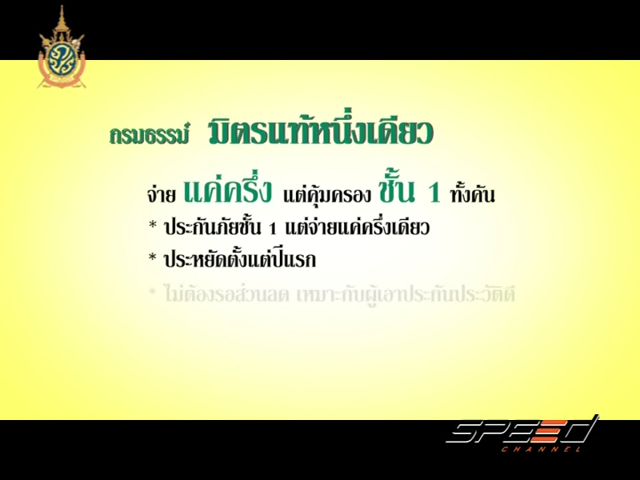 กรมธรรม์ มิตรแท้หนึ่งเดียว
จ่าย แค่ครึ่ง แต่คุ้มครอง ชั้น 1 ทั้งคัน
* ประกันภัยชั้น 1 แต่จ่ายแค่ครึ่งเดียว
* ประหยัดตั้งแต่ปีแรก
* ไม่ต้องรอส่วนลด เหมาะกับผู้เอาประกันประวัติดี
SPEED
CHANNEL